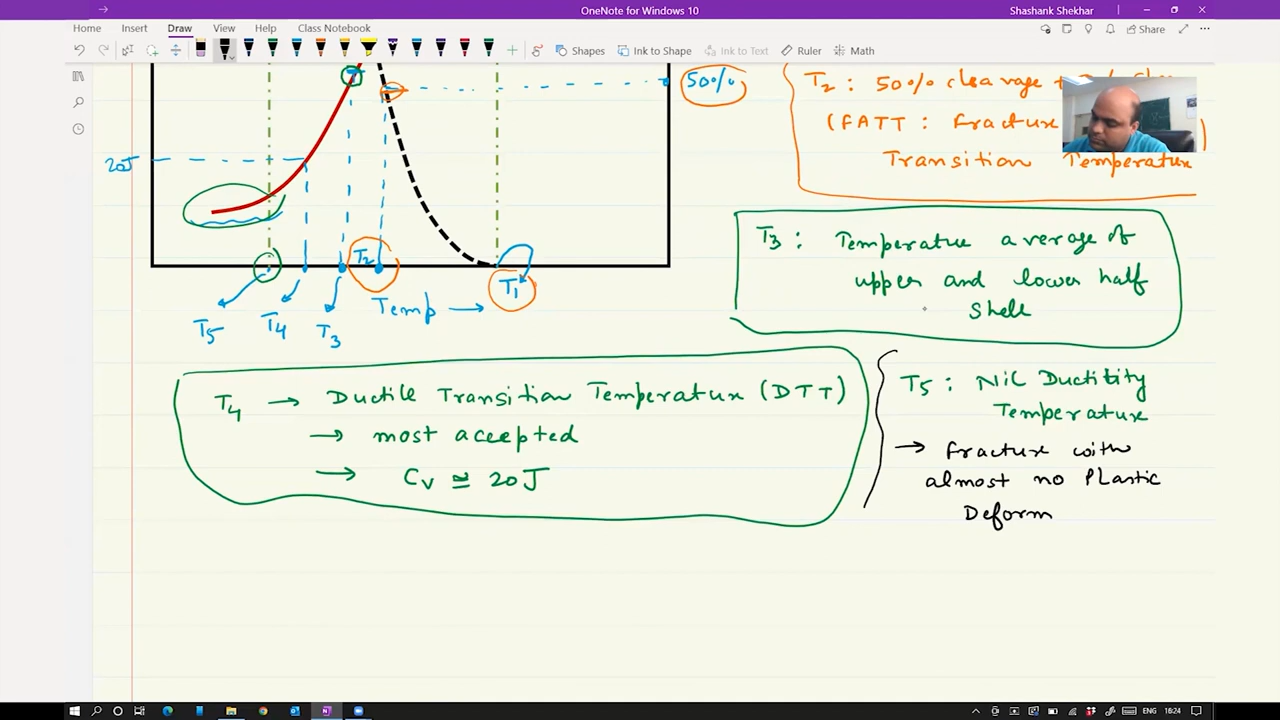 OneNote for Windows 10
Shashank Shekhar
Home Insert Draw View Help Class Notebook
Share
Shapes Ink to Shape Ink to Text Ruler Math
50%
T2 : 50% cleavage +
(FATT : Fracture
Transition Temperature
20J
T3 : Temperature average of
upper and lower half
Shelf
T2
T1
Temp →
T5 T4 T3
T4 → Ductile Transition Temperature (DTT)
→ most accepted
→ Cv ≅ 20J
T5 : Nil Ductility
Temperature
→ fracture with
almost no Plastic
Deform
ENG 16:24